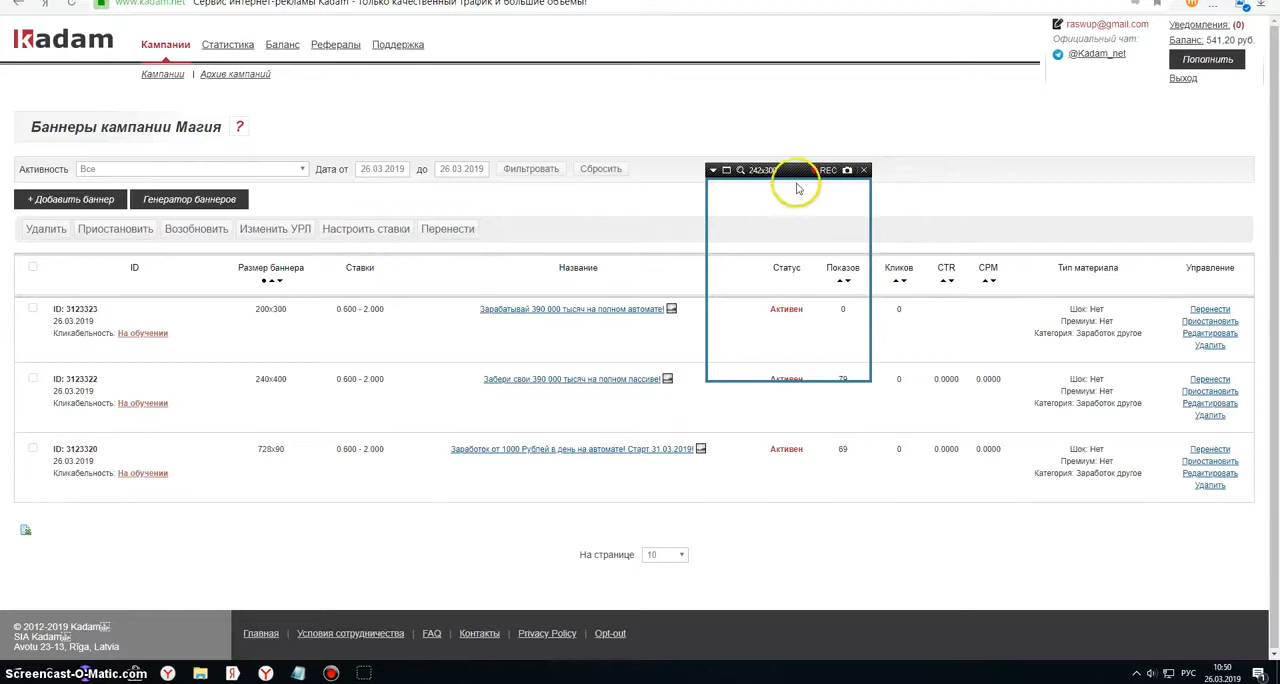 www.kadam.net Сервис интернет-рекламы Kadam - только качественный трафик и большие объемы!
Kadam
Кампании Статистика Баланс Рефералы Поддержка
Кампании | Архив кампаний
raswup@gmail.com
Официальный чат:
@Kadam_net
Уведомления: (0)
Баланс: 541,20 руб.
Пополнить
Выход
Баннеры кампании Магия ?
Активность Все Дата от 26.03.2019 до 26.03.2019 Фильтровать Сбросить
REC
+ Добавить баннер Генератор баннеров
Удалить Приостановить Возобновить Изменить УРЛ Настроить ставки Перенести
ID Размер баннера Ставки Название Статус Показов Кликов CTR CPM Тип материала Управление
ID: 3123323 200x300 0.600 - 2.000 Зарабатывай 390 000 тысяч на полном автомате! Активен 0 0 Шок: Нет Перенести
26.03.2019 Премиум: Нет Приостановить
Кликабельность: На обучении Категория: Заработок другое Редактировать
Удалить
ID: 3123322 240x400 0.600 - 2.000 Забери свои 390 000 тысяч на полном пассиве! Активен 79 0 0.0000 0.0000 Шок: Нет Перенести
26.03.2019 Премиум: Нет Приостановить
Кликабельность: На обучении Категория: Заработок другое Редактировать
Удалить
ID: 3123320 728x90 0.600 - 2.000 Заработок от 1000 Рублей в день на автомате! Старт 31.03.2019! Активен 69 0 0.0000 0.0000 Шок: Нет Перенести
26.03.2019 Премиум: Нет Приостановить
Кликабельность: На обучении Категория: Заработок другое Редактировать
Удалить
На странице 10
© 2012-2019 Kadam
SIA Kadam
Avotu 23-13, Rīga, Latvia
Главная | Условия сотрудничества | FAQ | Контакты | Privacy Policy | Opt-out
Screencast-O-Matic.com
РУС
10:50
26.03.2019